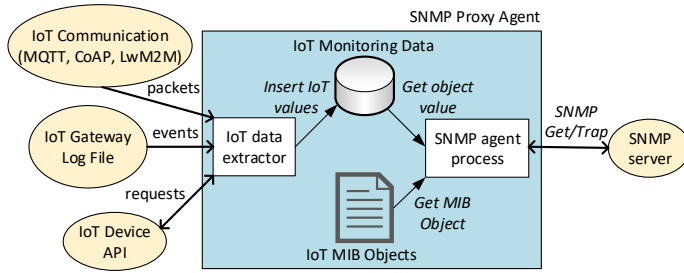 SNMP Proxy Agent
IoT Communication
(MQTT, CoAP, LwM2M)
packets
IoT Monitoring Data
Insert IoT
values
Get object
value
IoT Gateway
Log File
events
IoT data
extractor
SNMP agent
process
SNMP
Get/Trap
SNMP
server
requests
IoT Device
API
Get MIB
Object
IoT MIB Objects